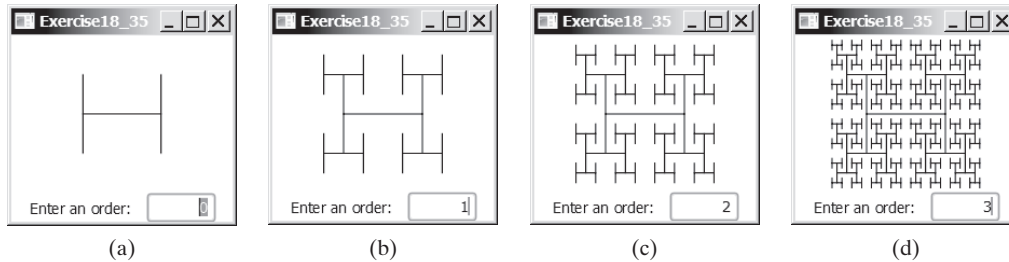 Exercise18_35 Exercise18_35 Exercise18_35 Exercise18_35
Enter an order: 0 Enter an order: 1 Enter an order: 2 Enter an order: 3
(a) (b) (c) (d)